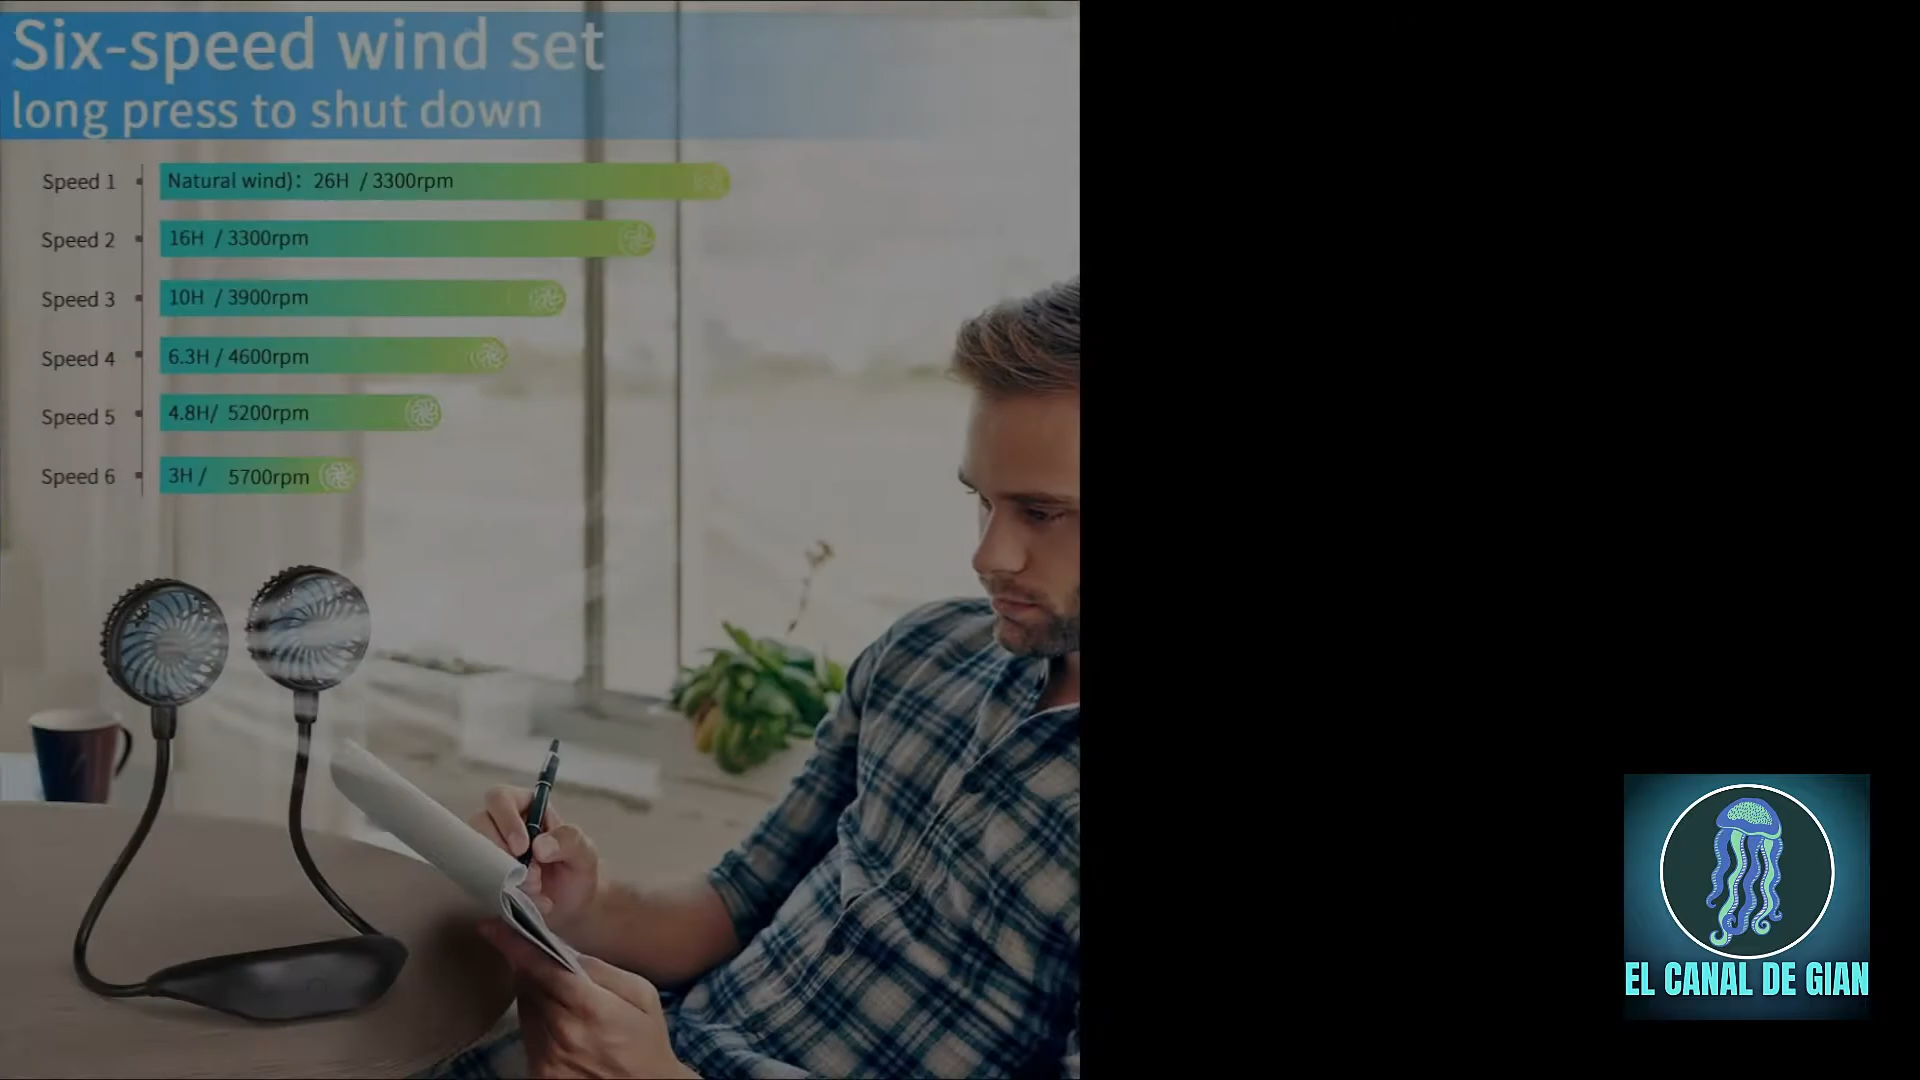 Six-speed wind set
long press to shut down
Speed 1 Natural wind): 26H / 3300rpm
Speed 2 16H / 3300rpm
Speed 3 10H / 3900rpm
Speed 4 6.3H / 4600rpm
Speed 5 4.8H/ 5200rpm
Speed 6 3H / 5700rpm
EL CANAL DE GIAN